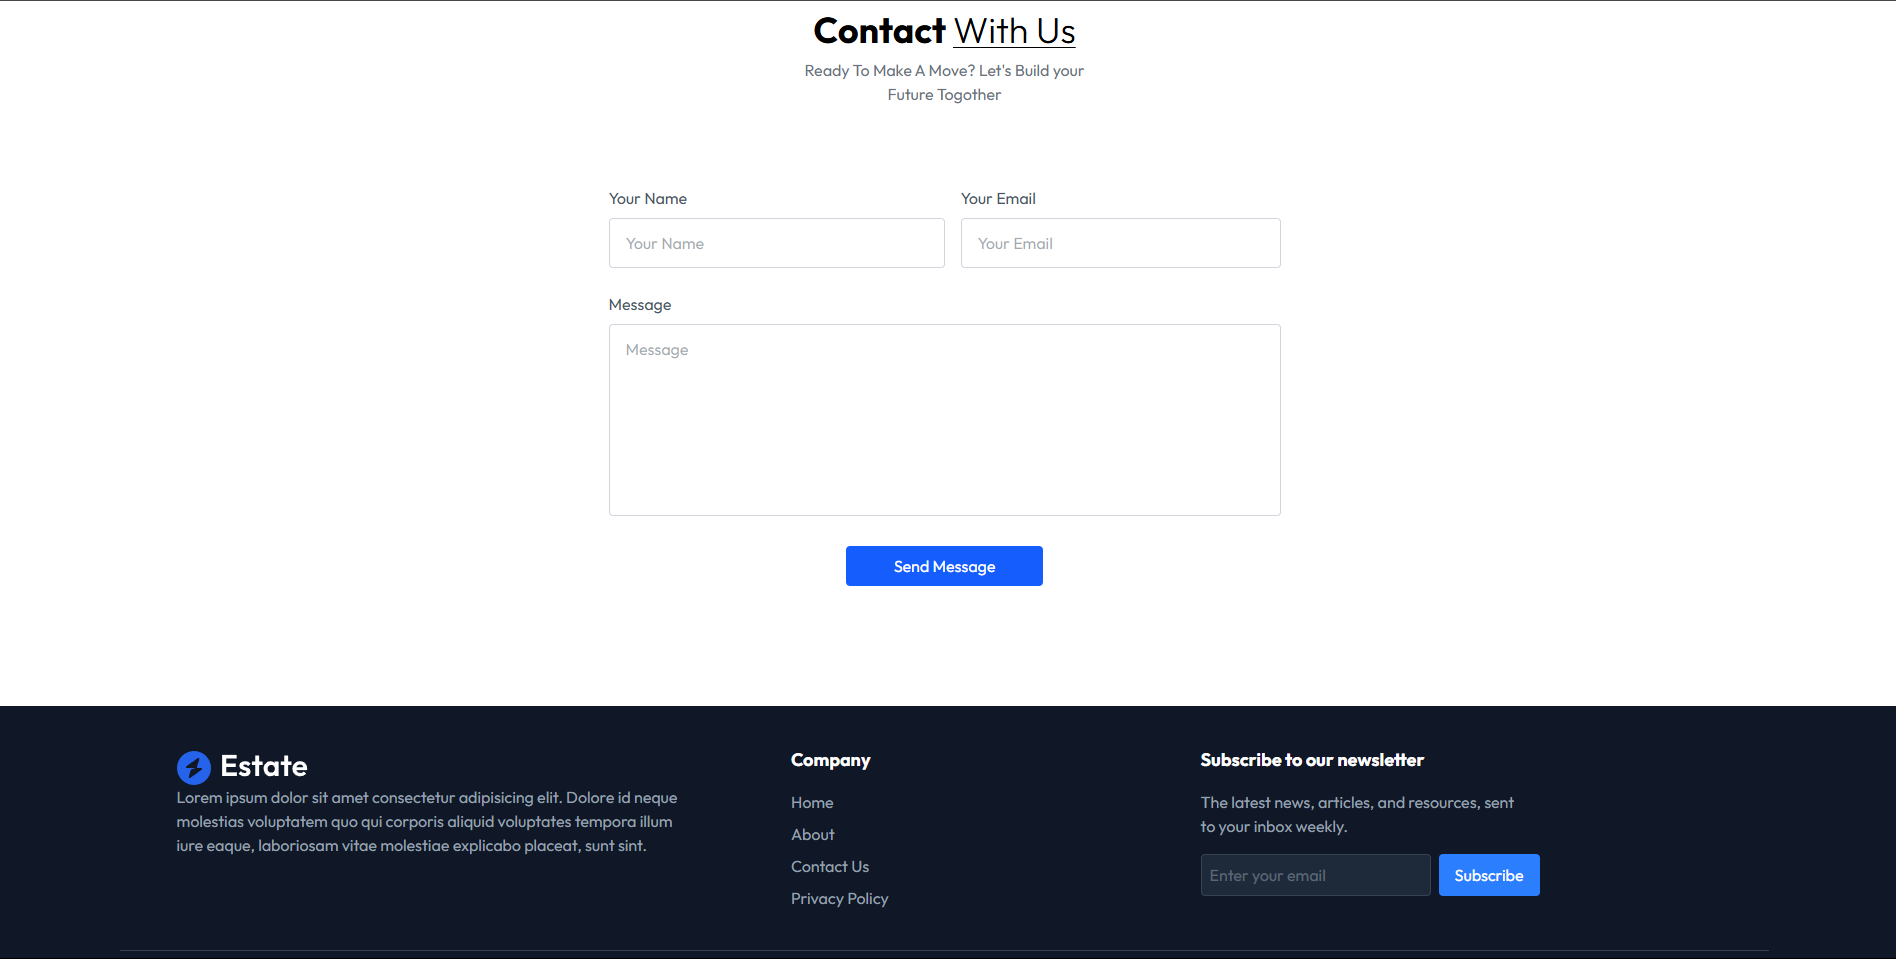 Contact With Us
Ready To Make A Move? Let's Build your
Future Togother
Your Name
Your Email
Your Name
Your Email
Message
Message
Send Message
Estate
Lorem ipsum dolor sit amet consectetur adipisicing elit. Dolore id neque
molestias voluptatem quo qui corporis aliquid voluptates tempora illum
iure eaque, laboriosam vitae molestiae explicabo placeat, sunt sint.
Company
Home
About
Contact Us
Privacy Policy
Subscribe to our newsletter
The latest news, articles, and resources, sent
to your inbox weekly.
Enter your email
Subscribe